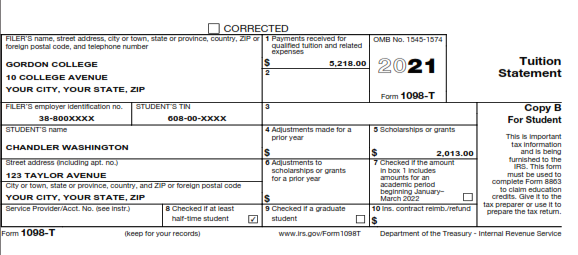 CORRECTED
FILER'S name, street address, city or town, state or province, country, ZIP or
foreign postal code, and telephone number
GORDON COLLEGE
10 COLLEGE AVENUE
YOUR CITY, YOUR STATE, ZIP
1 Payments received for
qualified tuition and related
expenses
$ 5,218.00
2
OMB No. 1545-1574
2021
Form 1098-T
Tuition
Statement
FILER'S employer identification no.
38-800XXXX
STUDENT'S TIN
608-00-XXXX
3
Copy B
For Student
STUDENT'S name
CHANDLER WASHINGTON
4 Adjustments made for a
prior year
$
5 Scholarships or grants
$ 2,013.00
This is important
tax information
and is being
furnished to the
IRS. This form
must be used to
complete Form 8863
to claim education
credits. Give it to the
tax preparer or use it to
prepare the tax return.
Street address (including apt. no.)
123 TAYLOR AVENUE
City or town, state or province, country, and ZIP or foreign postal code
YOUR CITY, YOUR STATE, ZIP
6 Adjustments to
scholarships or grants
for a prior year
$
7 Checked if the amount
in box 1 includes
amounts for an
academic period
beginning January–
March 2022
Service Provider/Acct. No. (see instr.)
8 Checked if at least
half-time student ✓
9 Checked if a graduate
student
10 Ins. contract reimb./refund
$
Form 1098-T (keep for your records) www.irs.gov/Form1098T Department of the Treasury - Internal Revenue Service